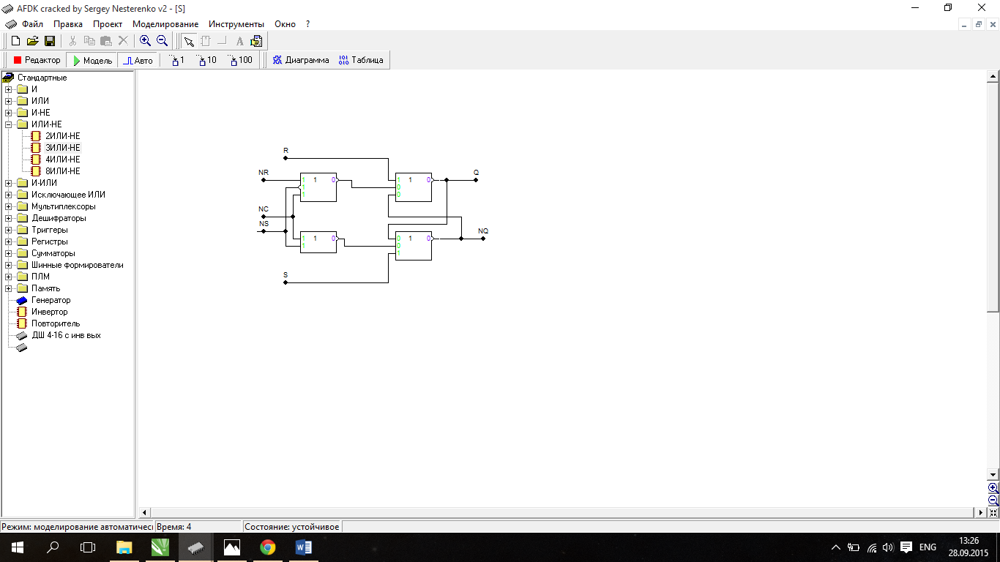 AFDK cracked by Sergey Nesterenko v2 - [S]
Файл Правка Проект Моделирование Инструменты Окно ?
A
Редактор Модель Авто 1 10 100 Диаграмма Таблица
Стандартные
И
ИЛИ
И-НЕ
ИЛИ-НЕ
2ИЛИ-НЕ
3ИЛИ-НЕ
4ИЛИ-НЕ
8ИЛИ-НЕ
И-ИЛИ
Исключающее ИЛИ
Мультиплексоры
Дешифраторы
Триггеры
Регистры
Сумматоры
Шинные формирователи
ПЛМ
Память
Генератор
Инвертор
Повторитель
ДШ 4-16 с инв вых
R
NR Q
1 1 0 1 1 0
1 0
1 0
NC
NS NQ
1 1 0 0 1 0
1 0
1
S
Режим: моделирование автоматичесн Время: 4 Состояние: устойчивое
ENG 13:26
28.09.2015